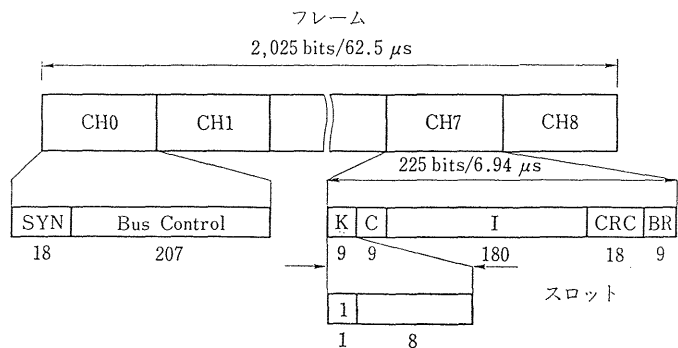 フレーム
2,025 bits/62.5 μs
CH0 CH1 CH7 CH8
225 bits/6.94 μs
SYN Bus Control K C I CRC BR
18 207 9 9 180 18 9
スロット
1
1 8